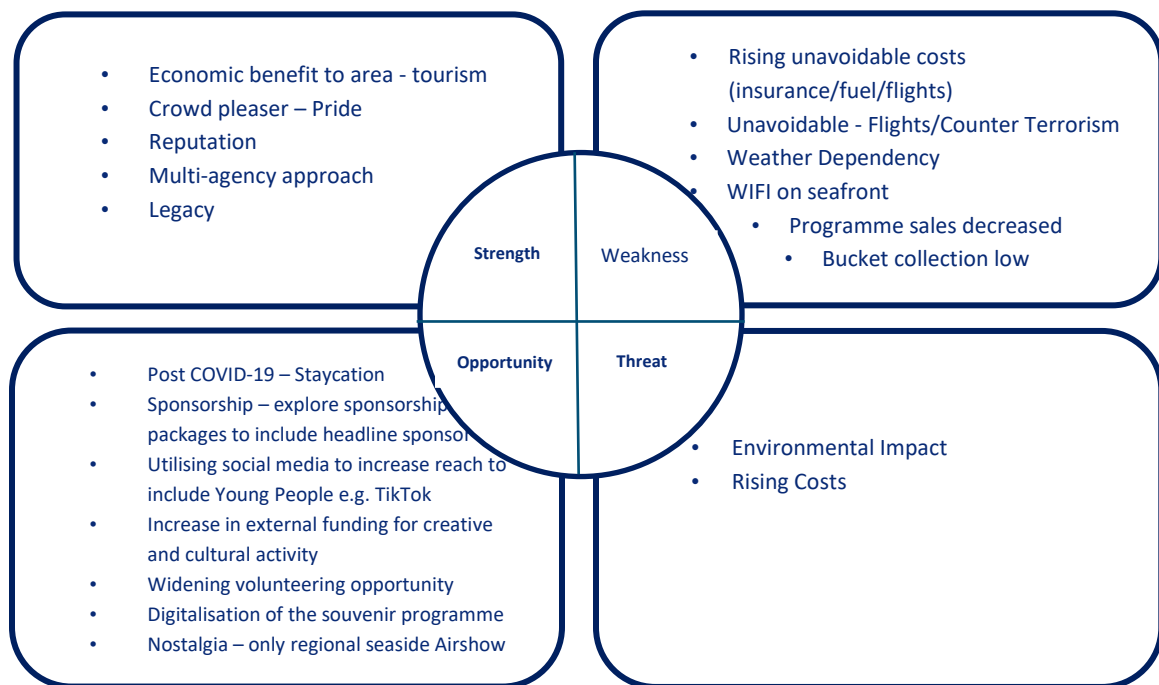 • Economic benefit to area - tourism
• Crowd pleaser – Pride
• Reputation
• Multi-agency approach
• Legacy
• Rising unavoidable costs
(insurance/fuel/flights)
• Unavoidable - Flights/Counter Terrorism
• Weather Dependency
• WIFI on seafront
• Programme sales decreased
• Bucket collection low
Strength
Weakness
Opportunity
Threat
• Post COVID-19 – Staycation
• Sponsorship – explore sponsorship
packages to include headline sponsor
• Utilising social media to increase reach to
include Young People e.g. TikTok
• Increase in external funding for creative
and cultural activity
• Widening volunteering opportunity
• Digitalisation of the souvenir programme
• Nostalgia – only regional seaside Airshow
• Environmental Impact
• Rising Costs